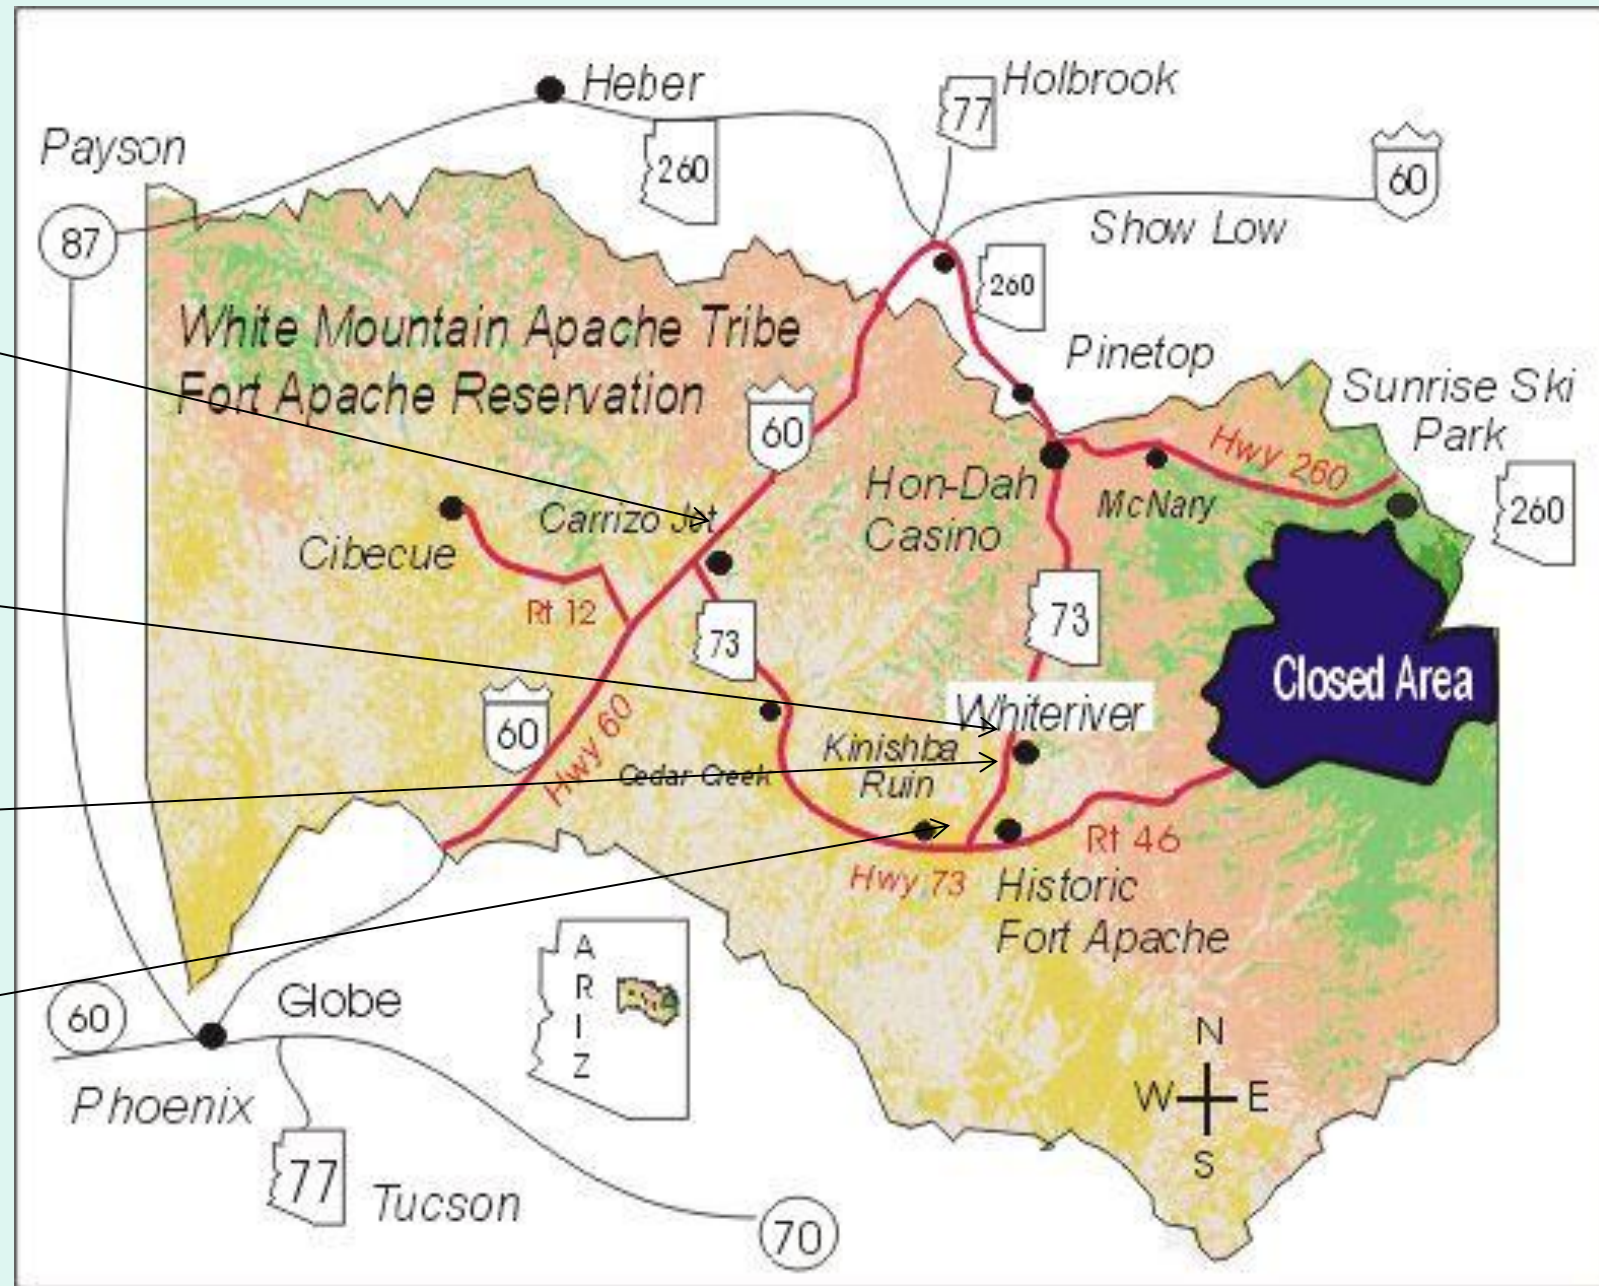 Heber
Holbrook
77
Payson
260
60
87
Show Low
260
White Mountain Apache Tribe
Fort Apache Reservation
Pinetop
Sunrise Ski
Park
60
Hwy 260
Hon-Dah
Casino
McNary
260
Carrizo Jct
Cibecue
Rt 12
73
73
Closed Area
60
Hwy 60
Whiteriver
Kinishba
Ruin
Cedar Creek
Rt 46
Hwy 73
Historic
Fort Apache
A
R
I
Z
Globe
60
N
W E
S
Phoenix
77
Tucson
70